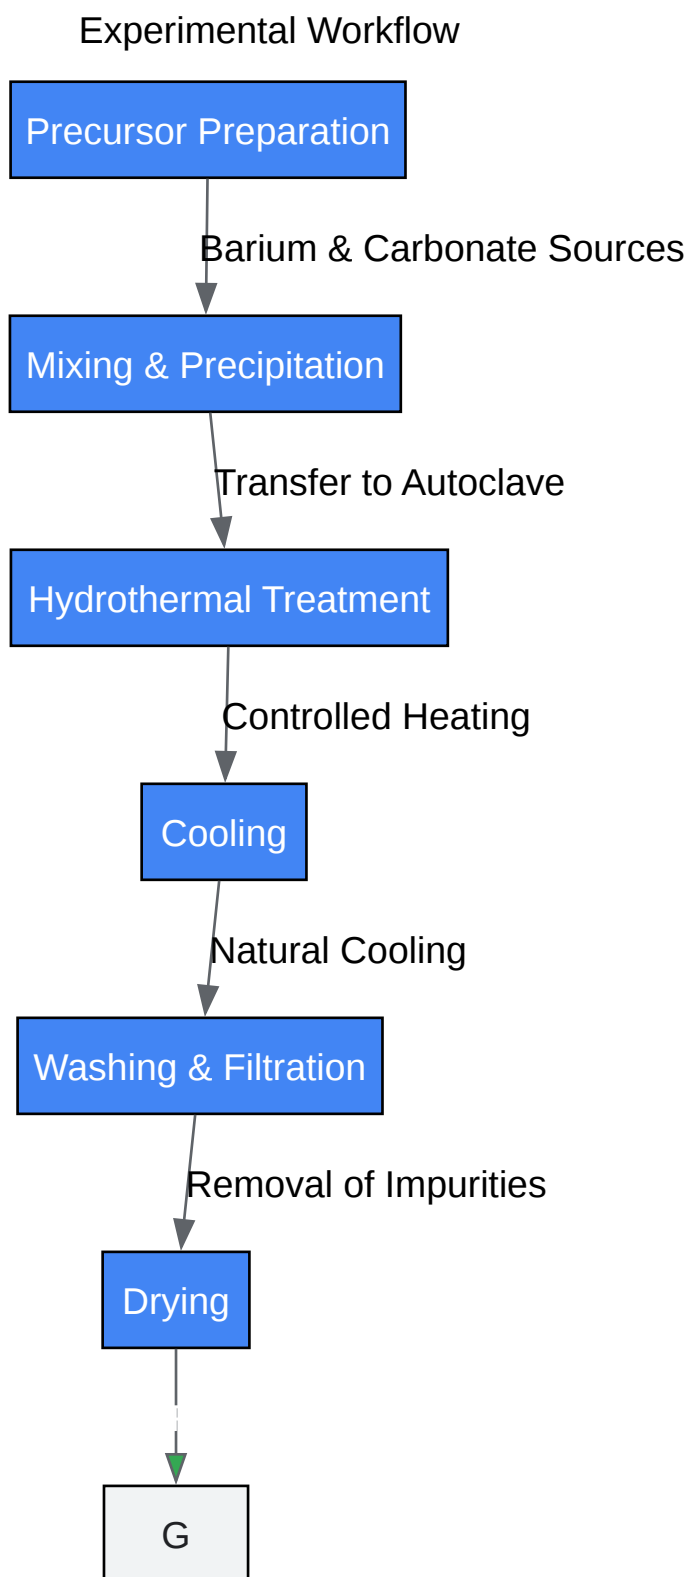 Experimental Workflow
Precursor Preparation
Barium & Carbonate Sources
Mixing & Precipitation
Transfer to Autoclave
Hydrothermal Treatment
Controlled Heating
Cooling
Natural Cooling
Washing & Filtration
Removal of Impurities
Drying
G